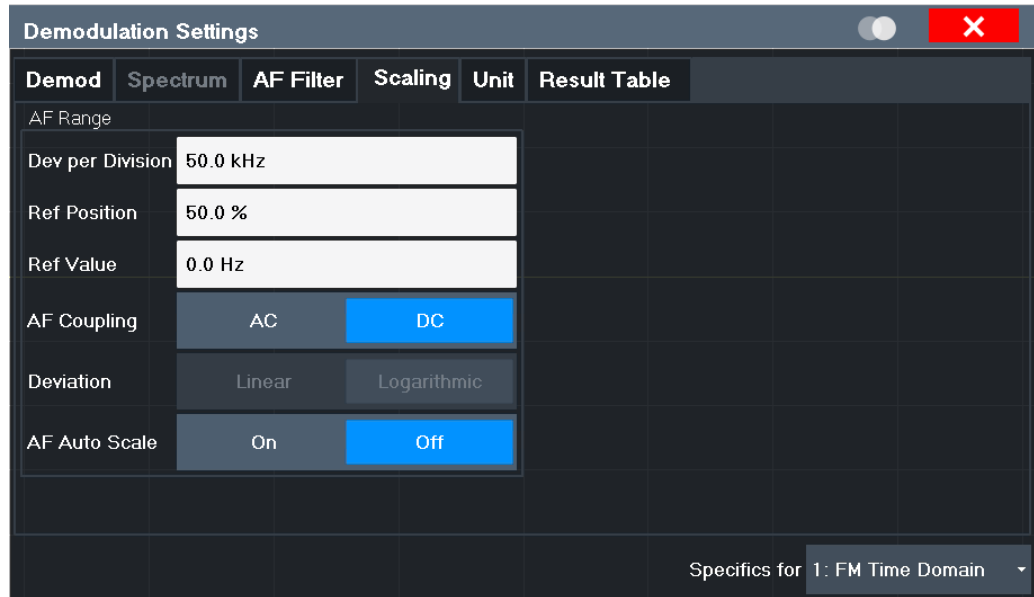 Demodulation Settings
Demod Spectrum AF Filter Scaling Unit Result Table
AF Range
Dev per Division 50.0 kHz
Ref Position 50.0 %
Ref Value 0.0 Hz
AF Coupling AC DC
Deviation Linear Logarithmic
AF Auto Scale On Off
Specifics for 1: FM Time Domain